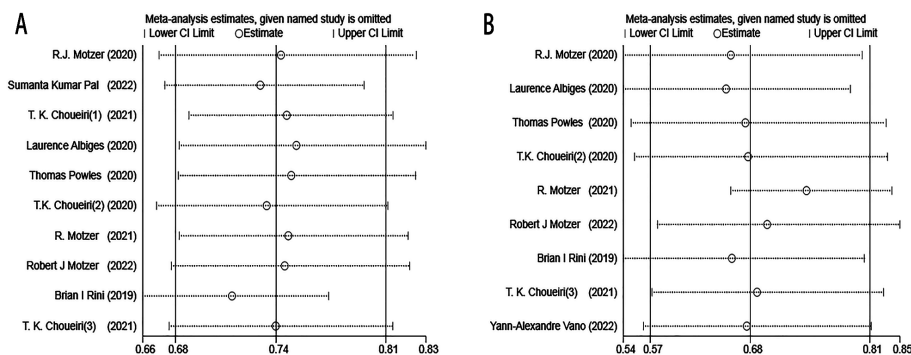 A
Meta-analysis estimates, given named study is omitted
| Lower CI Limit ○Estimate | Upper CI Limit
R.J. Motzer (2020)
Sumanta Kumar Pal (2022)
T. K. Choueiri(1) (2021)
Laurence Albiges (2020)
Thomas Powles (2020)
T.K. Choueiri(2) (2020)
R. Motzer (2021)
Robert J Motzer (2022)
Brian I Rini (2019)
T. K. Choueiri(3) (2021)
0.66 0.68 0.74 0.81 0.83
B
Meta-analysis estimates, given named study is omitted
| Lower CI Limit ○Estimate | Upper CI Limit
R.J. Motzer (2020)
Laurence Albiges (2020)
Thomas Powles (2020)
T.K. Choueiri(2) (2020)
R. Motzer (2021)
Robert J Motzer (2022)
Brian I Rini (2019)
T. K. Choueiri(3) (2021)
Yann-Alexandre Vano (2022)
0.54 0.57 0.68 0.81 0.85